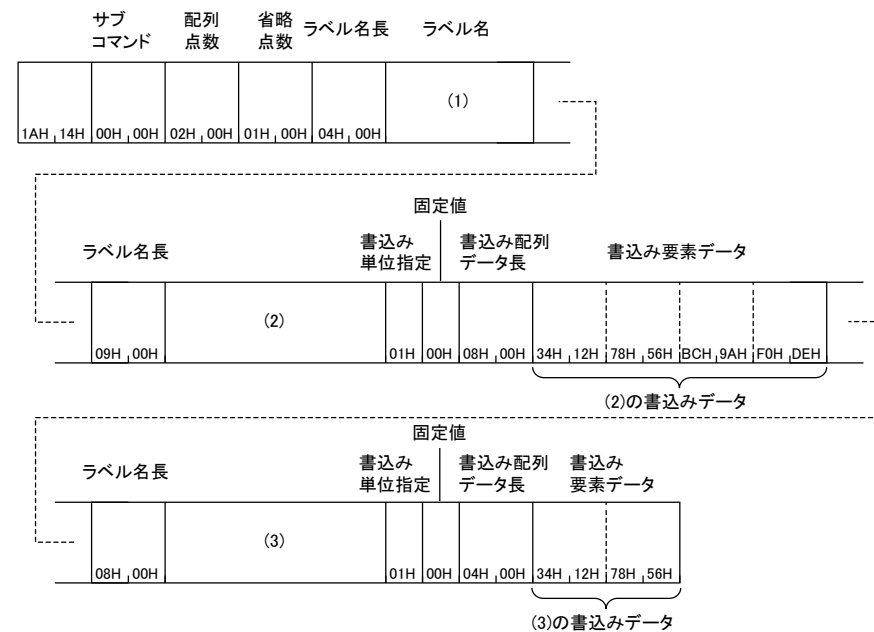 サブ
コマンド
配列
点数
省略
点数
ラベル名長
ラベル名
(1)
1AH 14H 00H 00H 02H 00H 01H 00H 04H 00H
固定値
ラベル名長
書込み
単位指定
書込み配列
データ長
書込み要素データ
(2)
09H 00H 01H 00H 08H 00H 34H 12H 78H 56H BCH 9AH F0H DEH
(2)の書込みデータ
固定値
ラベル名長
書込み
単位指定
書込み配列
データ長
書込み
要素データ
(3)
08H 00H 01H 00H 04H 00H 34H 12H 78H 56H
(3)の書込みデータ